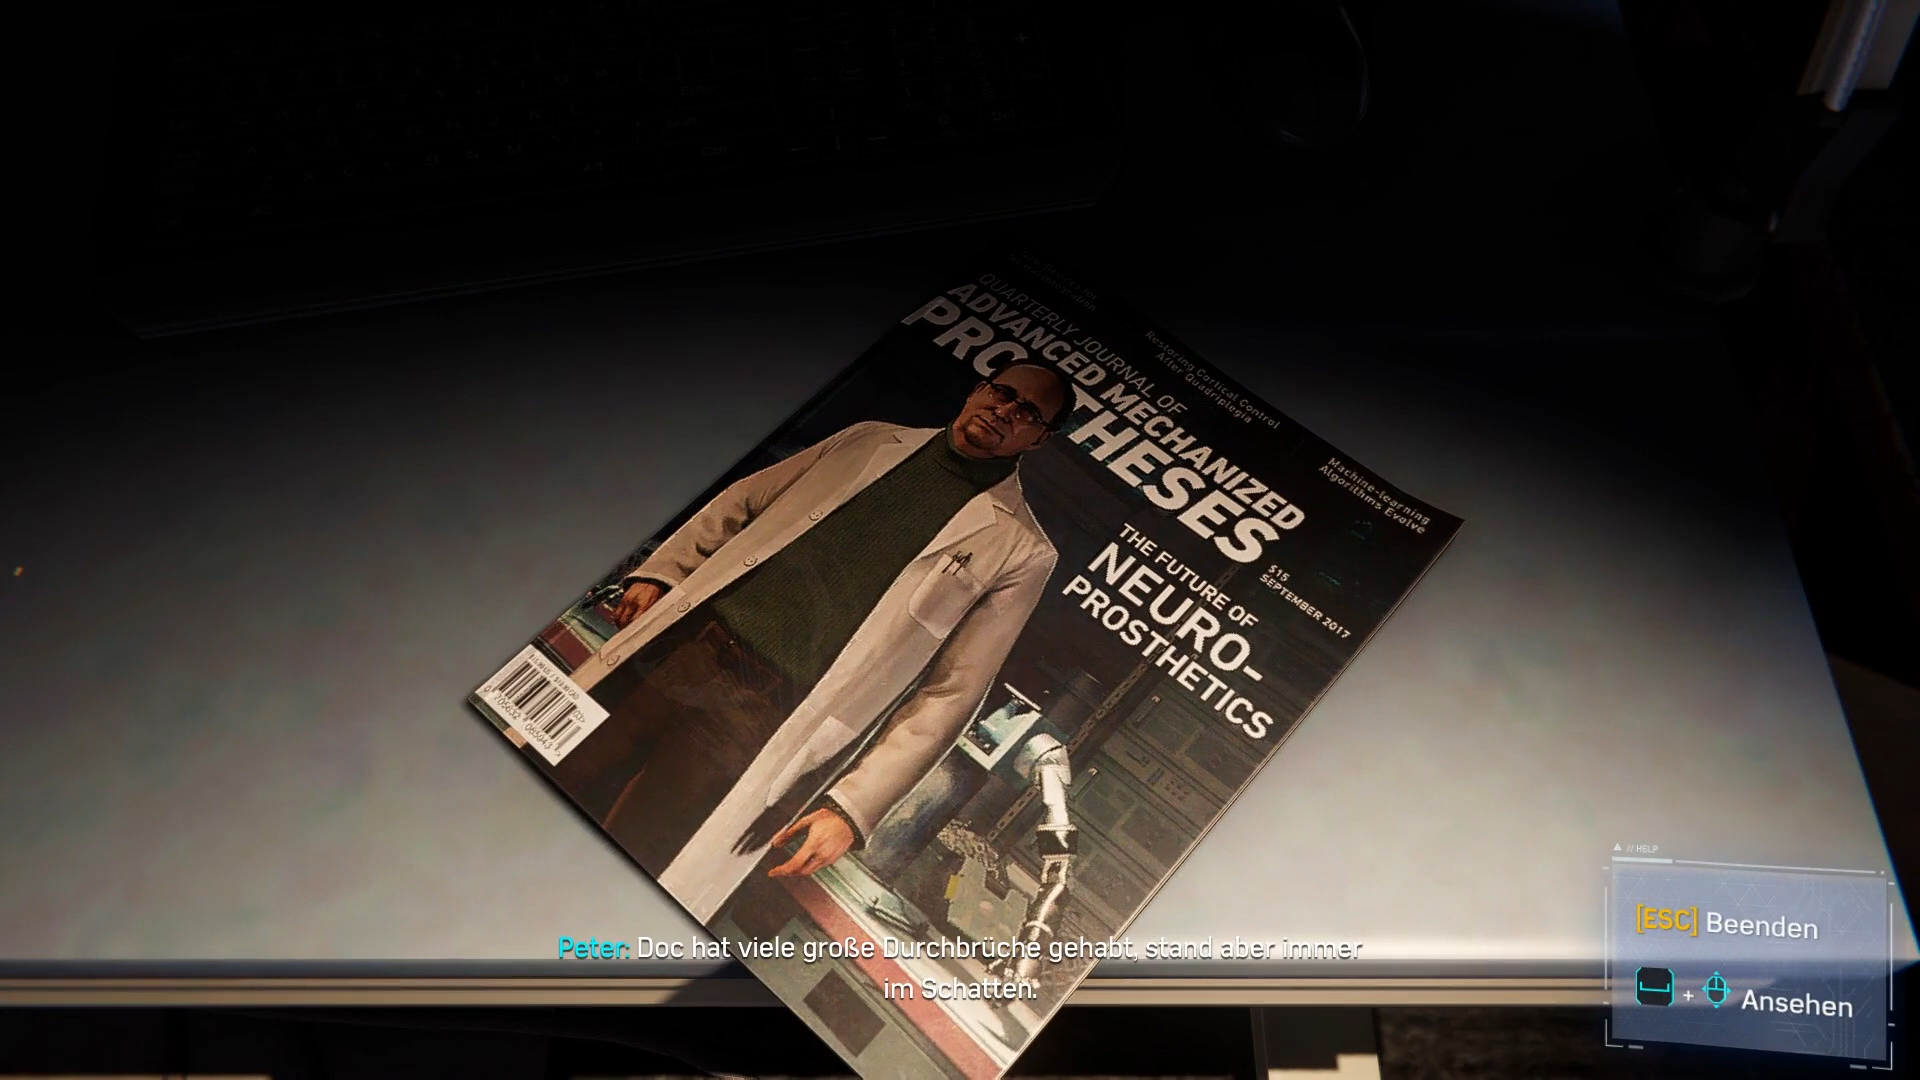 QUARTERLY JOURNAL OF
ADVANCED MECHANIZED
PRO THESES
Restoring Cortical Control
After Quadriplegia
Machine-learning
Algorithms Evolve
$15
SEPTEMBER 2017
THE FUTURE OF
NEURO-
PROSTHETICS
Peter: Doc hat viele große Durchbrüche gehabt, stand aber immer
im Schatten.
// HELP
[ESC] Beenden
+ Ansehen